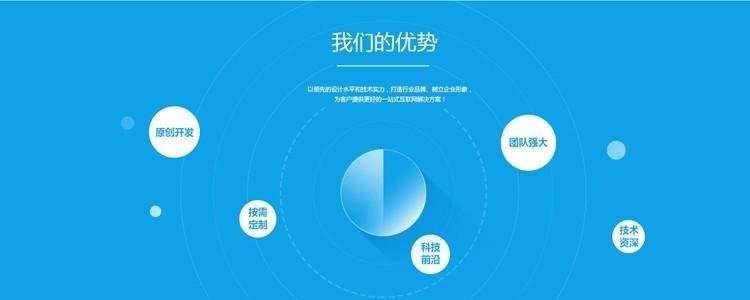 我们的优势
以领先的设计水平和技术实力，打造行业品牌、树立企业形象，
为客户提供更好的一站式互联网解决方案！
原创开发
团队强大
按需
定制
科技
前沿
技术
资深